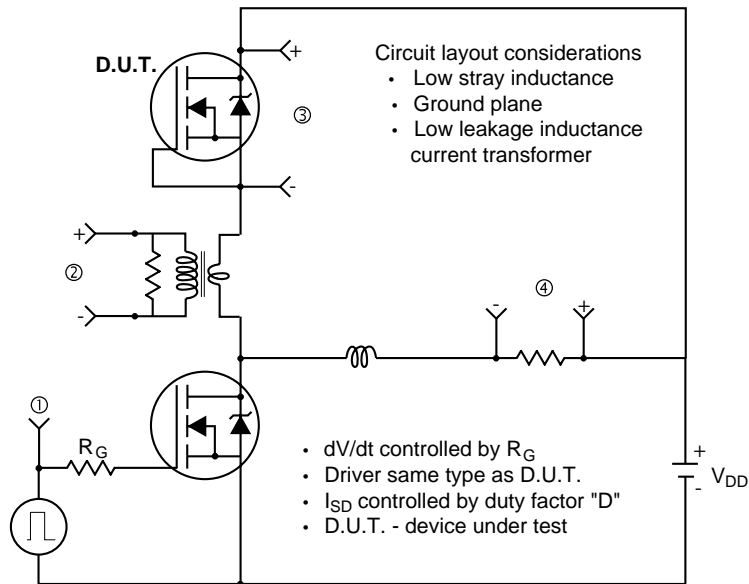 D.U.T.
+
③
-
Circuit layout considerations
• Low stray inductance
• Ground plane
• Low leakage inductance
current transformer
+
②
-
-
④
+
①
R_G
• dV/dt controlled by R_G
• Driver same type as D.U.T.
• I_SD controlled by duty factor "D"
• D.U.T. - device under test
+
V_DD
-